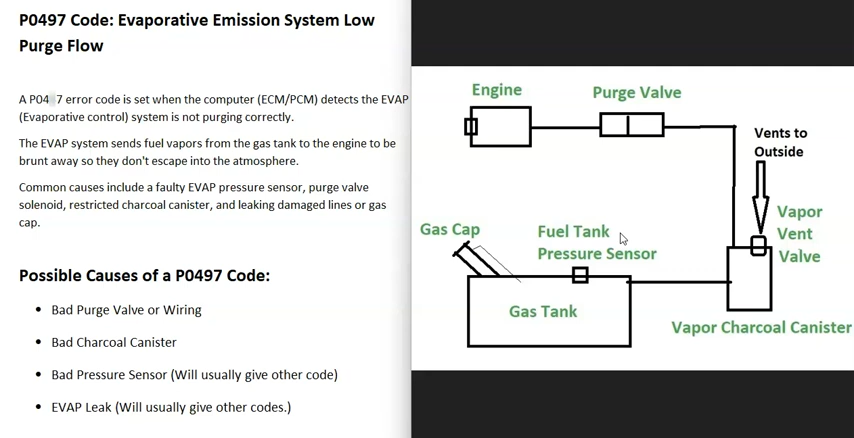 P0497 Code: Evaporative Emission System Low
Purge Flow
A P04 7 error code is set when the computer (ECM/PCM) detects the EVAP
(Evaporative control) system is not purging correctly.
The EVAP system sends fuel vapors from the gas tank to the engine to be
brunt away so they don't escape into the atmosphere.
Common causes include a faulty EVAP pressure sensor, purge valve
solenoid, restricted charcoal canister, and leaking damaged lines or gas
cap.
Possible Causes of a P0497 Code:
• Bad Purge Valve or Wiring
• Bad Charcoal Canister
• Bad Pressure Sensor (Will usually give other code)
• EVAP Leak (Will usually give other codes.)
Engine
Purge Valve
Vents to
Outside
Gas Cap
Fuel Tank
Pressure Sensor
Vapor
Vent
Valve
Gas Tank
Vapor Charcoal Canister